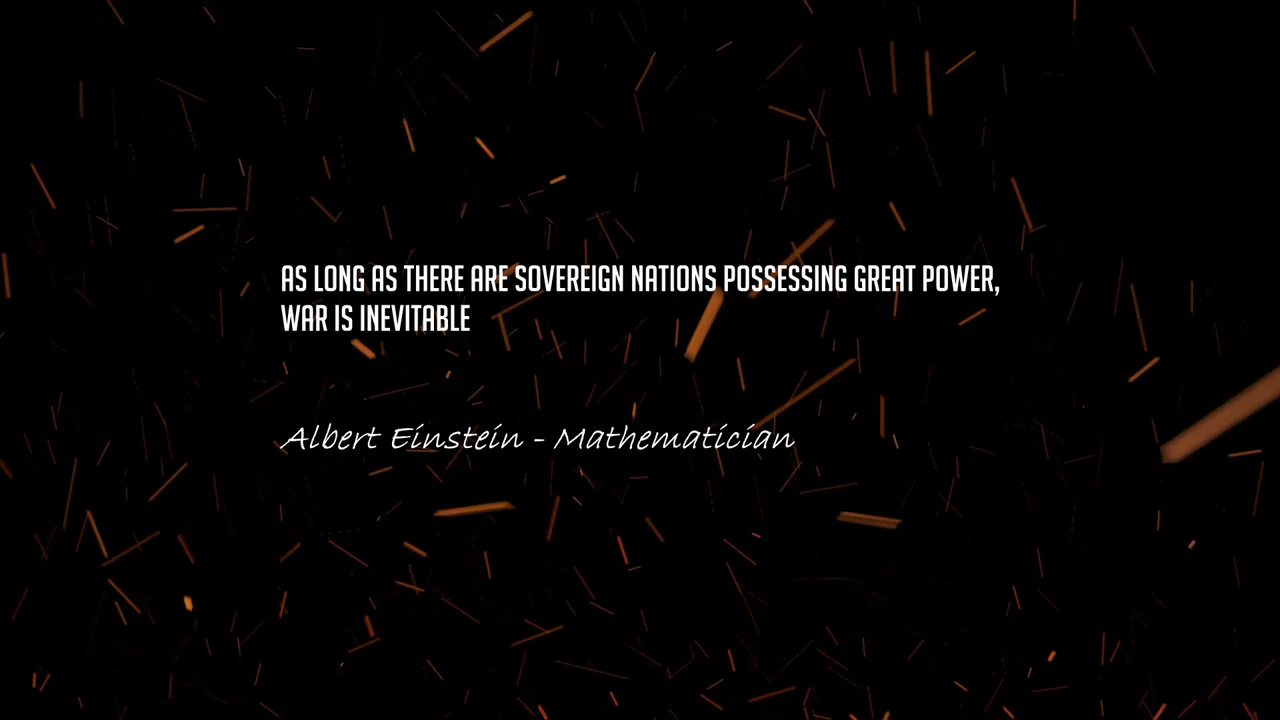 AS LONG AS THERE ARE SOVEREIGN NATIONS POSSESSING GREAT POWER,
WAR IS INEVITABLE
Albert Einstein - Mathematician